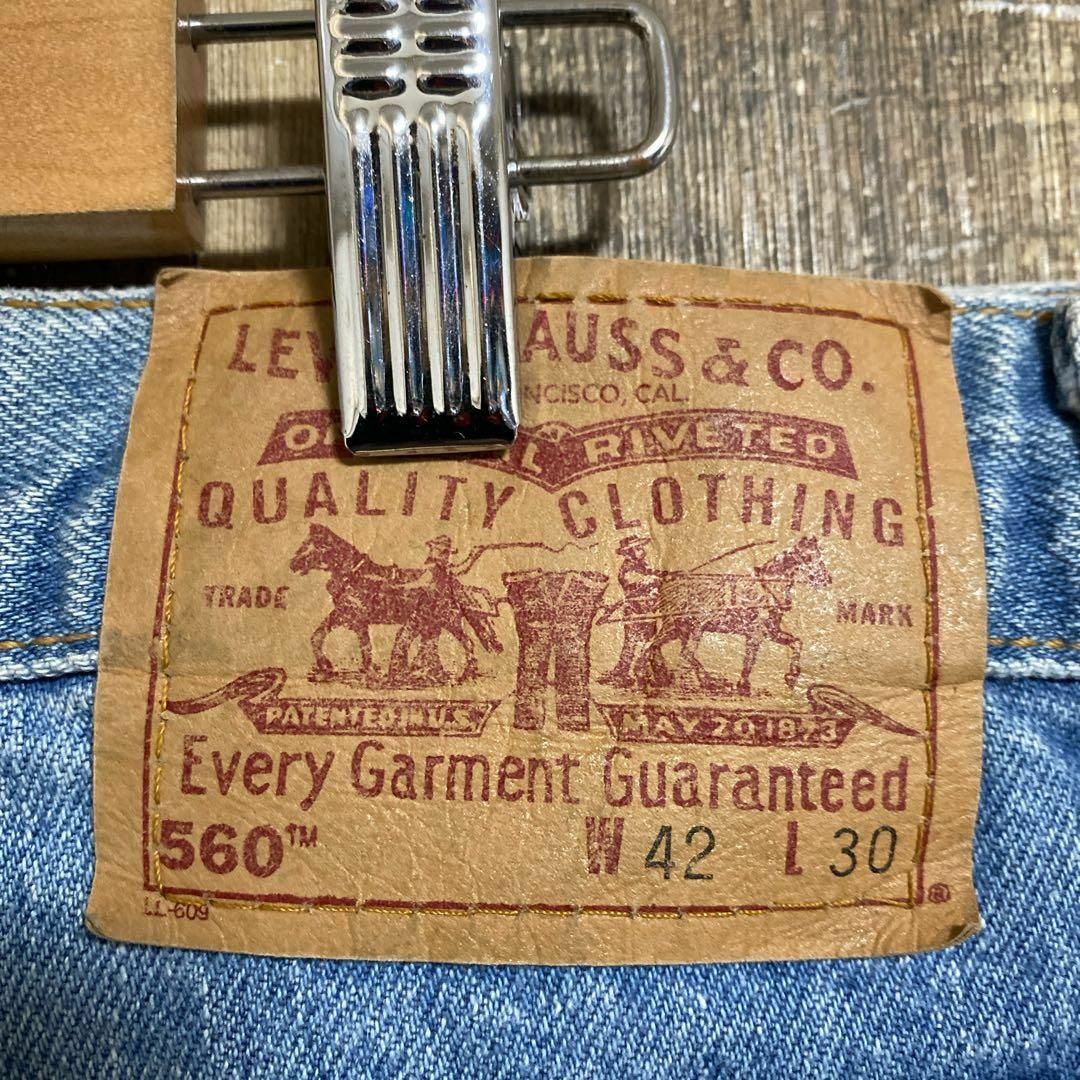 LEV AUSS & CO.
NCISCO, CAL.
O L RIVETED
QUALITY CLOTHING
TRADE MARK
PATENTED IN U.S. MAY 20 1873
Every Garment Guaranteed
560™ W 42 L 30
LL-609 ®